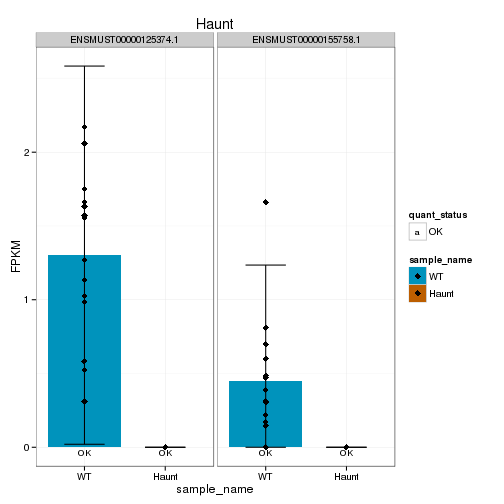 Haunt
ENSMUST00000125374.1 ENSMUST00000155758.1
FPKM
2
1
0
OK OK OK OK
WT Haunt WT Haunt
sample_name
quant_status
a OK
sample_name
WT
Haunt